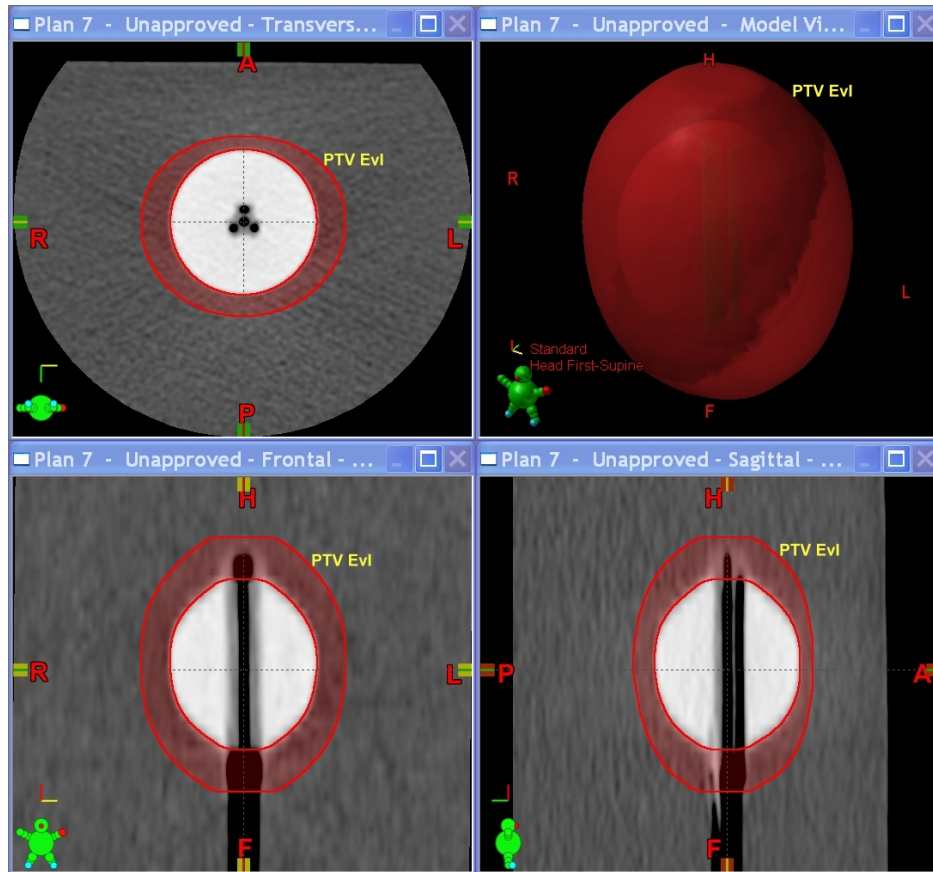 Plan 7 - Unapproved - Transvers...
A
PTV Evl
R
L
P
Plan 7 - Unapproved - Model Vi...
H
PTV Evl
R
L
Standard
Head First-Supine
F
Plan 7 - Unapproved - Frontal - ...
H
PTV Evl
R
L
F
Plan 7 - Unapproved - Sagittal - ...
H
PTV Evl
P
A
F